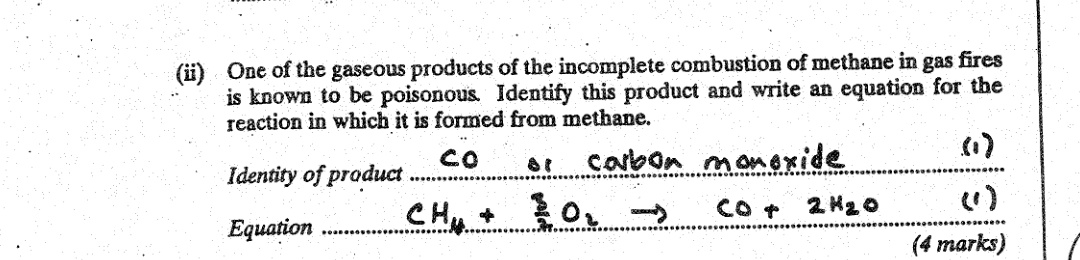 (ii) One of the gaseous products of the incomplete combustion of methane in gas fires
is known to be poisonous. Identify this product and write an equation for the
reaction in which it is formed from methane.
Identity of product CO or carbon monoxide (1)
Equation CH₄ + 3/2 O₂ → CO + 2H₂O (1)
(4 marks)